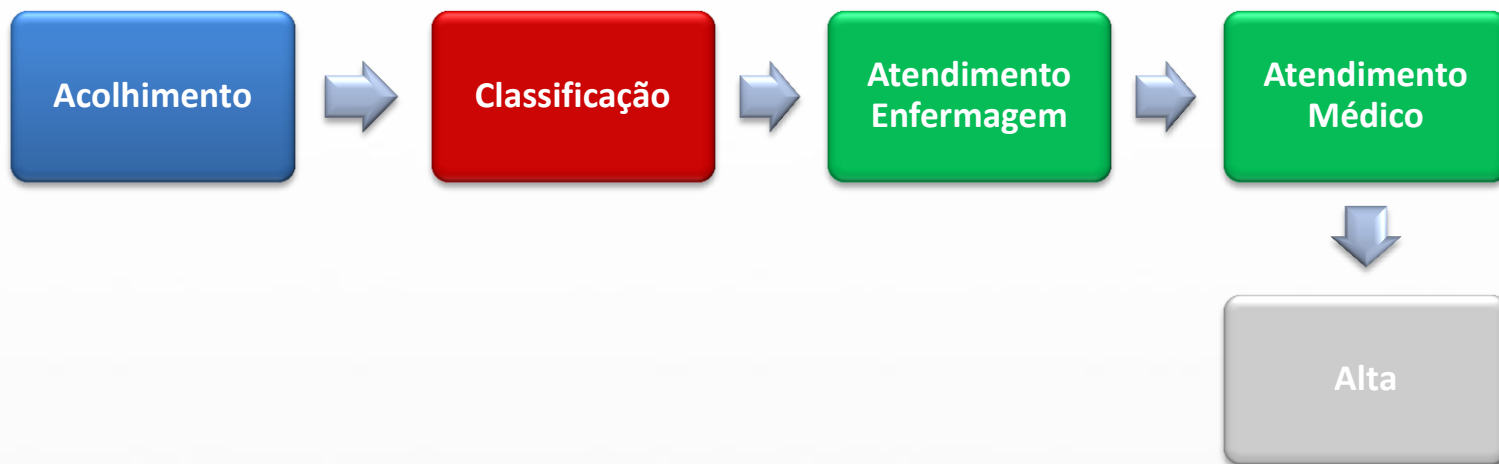 Acolhimento
Classificação
Atendimento
Enfermagem
Atendimento
Médico
Alta